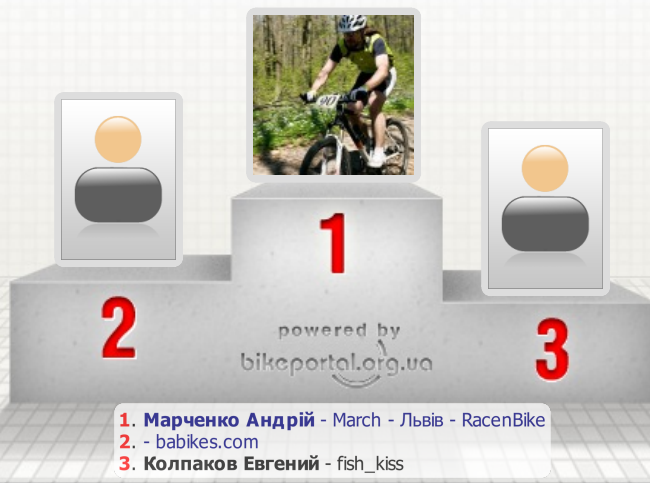 1
2
3
powered by
bikeportal.org.ua
1. Марченко Андрій - March - Львів - RacenBike
2. - babikes.com
3. Колпаков Евгений - fish_kiss